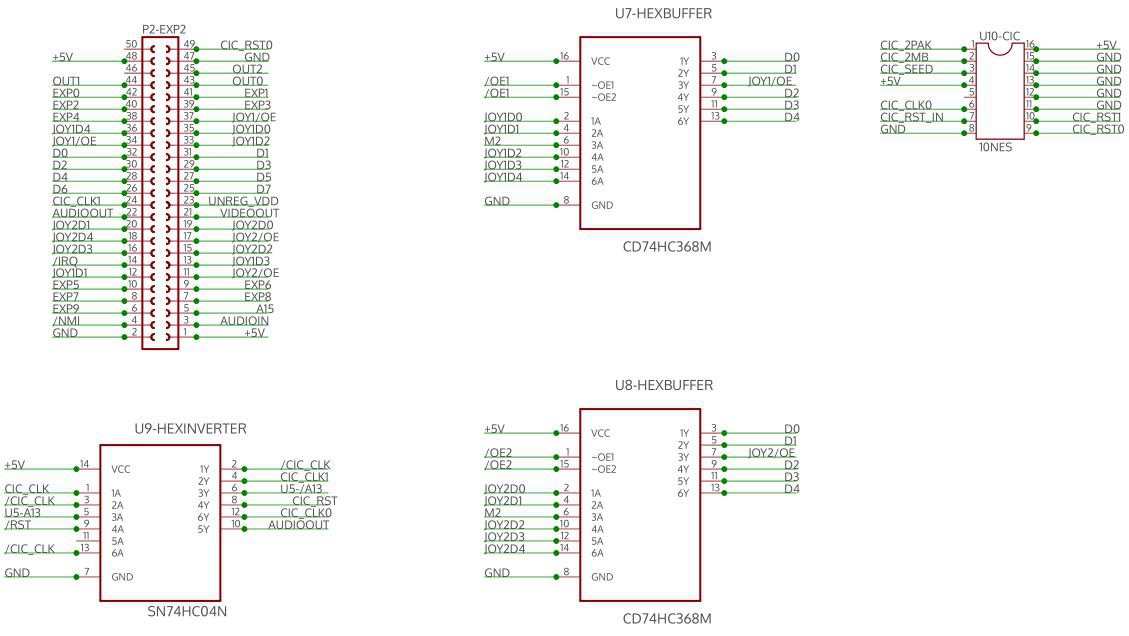 P2-EXP2
50 49 CIC_RST0
+5V 48 47 GND
46 45 OUT2
OUT1 44 43 OUT0
EXP0 42 41 EXP1
EXP2 40 39 EXP3
EXP4 38 37 JOY1/OE
JOY1D4 36 35 JOY1D0
JOY1/OE 34 33 JOY1D2
D0 32 31 D1
D2 30 29 D3
D4 28 27 D5
D6 26 25 D7
CIC_CLK1 24 23 UNREG_VDD
AUDIOOUT 22 21 VIDEOOUT
JOY2D1 20 19 JOY2D0
JOY2D4 18 17 JOY2/OE
JOY2D3 16 15 JOY2D2
/IRQ 14 13 JOY1D3
JOY1D1 12 11 JOY2/OE
EXP5 10 9 EXP6
EXP7 8 7 EXP8
EXP9 6 5 A15
/NMI 4 3 AUDIOIN
GND 2 1 +5V
U7-HEXBUFFER
+5V 16 VCC 1Y 3 D0
2Y 5 D1
/OE1 1 ~OE1 3Y 7 JOY1/OE
/OE1 15 ~OE2 4Y 9 D2
5Y 11 D3
JOY1D0 2 1A 6Y 13 D4
JOY1D1 4 2A
M2 6 3A
JOY1D2 10 4A
JOY1D3 12 5A
JOY1D4 14 6A
GND 8 GND
CD74HC368M
U10-CIC
CIC_2PAK 1 16 +5V
CIC_2MB 2 15 GND
CIC_SEED 3 14 GND
+5V 4 13 GND
5 12 GND
CIC_CLK0 6 11 GND
CIC_RST_IN 7 10 CIC_RST1
GND 8 9 CIC_RST0
10NES
U9-HEXINVERTER
+5V 14 VCC 1Y 2 /CIC_CLK
2Y 4 CIC_CLK1
CIC_CLK 1 1A 3Y 6 U5-/A13
/CIC_CLK 3 2A 4Y 8 CIC_RST
U5-A13 5 3A 6Y 12 CIC_CLK0
/RST 9 4A 5Y 10 AUDIOOUT
11 5A
/CIC_CLK 13 6A
GND 7 GND
SN74HC04N
U8-HEXBUFFER
+5V 16 VCC 1Y 3 D0
2Y 5 D1
/OE2 1 ~OE1 3Y 7 JOY2/OE
/OE2 15 ~OE2 4Y 9 D2
5Y 11 D3
JOY2D0 2 1A 6Y 13 D4
JOY2D1 4 2A
M2 6 3A
JOY2D2 10 4A
JOY2D3 12 5A
JOY2D4 14 6A
GND 8 GND
CD74HC368M